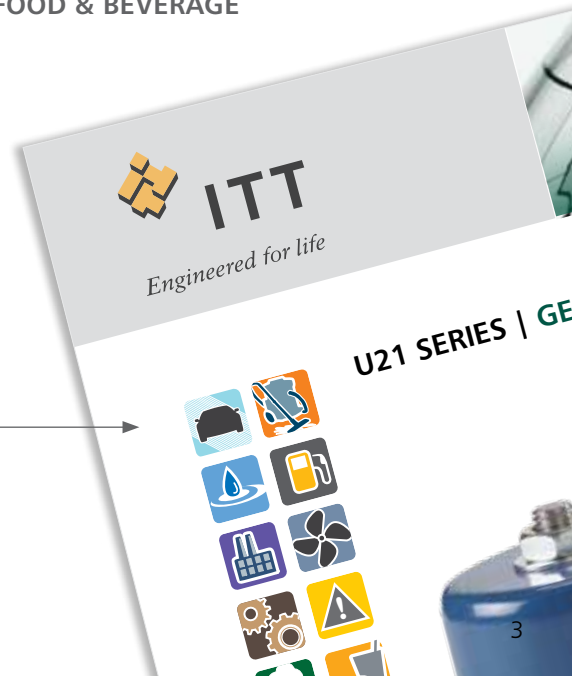 FOOD & BEVERAGE
ITT
Engineered for life
U21 SERIES | GE
3